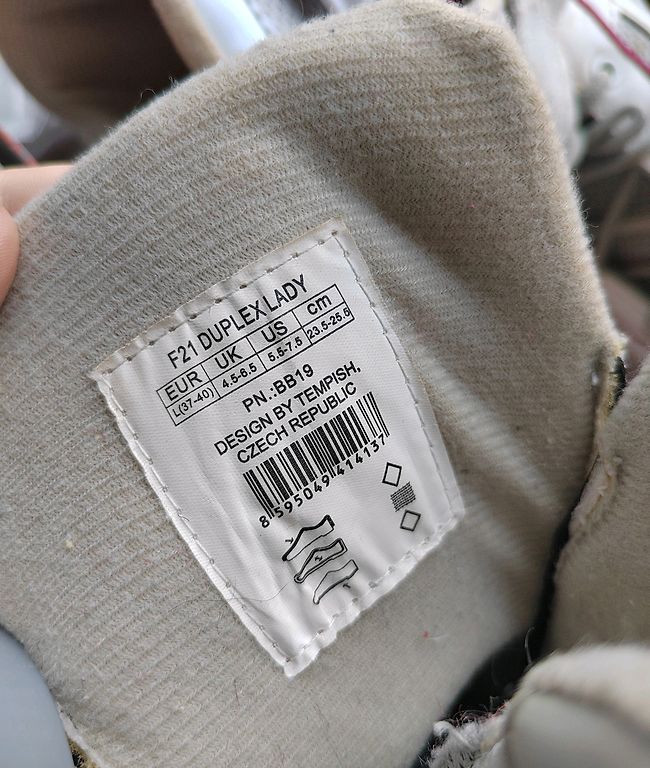 F21 DUPLEX LADY
EUR UK US cm
L(37-40) 4.5-6.5 5.5-7.5 23.5-25.5
PN.:BB19
DESIGN BY TEMPISH,
CZECH REPUBLIC
8 595049 414137